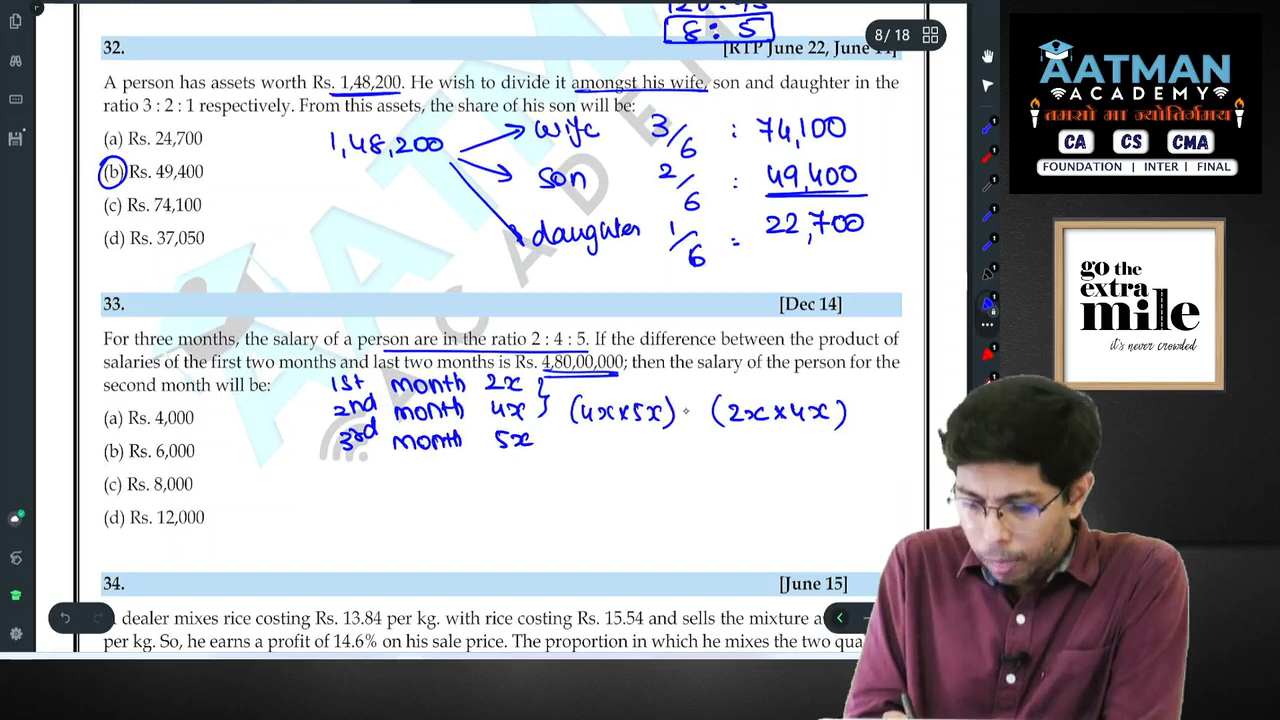 120 : 75
8 : 5
8 / 18
32.
[RTP June 22, June 11]
A person has assets worth Rs. 1,48,200. He wish to divide it amongst his wife, son and daughter in the
ratio 3 : 2 : 1 respectively. From this assets, the share of his son will be:
(a) Rs. 24,700
(b) Rs. 49,400
(c) Rs. 74,100
(d) Rs. 37,050
1,48,200
wife 3/6 : 74,100
son 2/6 : 49,400
daughter 1/6 = 22,700
33.
[Dec 14]
For three months, the salary of a person are in the ratio 2 : 4 : 5. If the difference between the product of
salaries of the first two months and last two months is Rs. 4,80,00,000; then the salary of the person for the
second month will be:
(a) Rs. 4,000
(b) Rs. 6,000
(c) Rs. 8,000
(d) Rs. 12,000
1st month 2x
2nd month 4x
3rd month 5x
(4x×5x) (2x×4x)
34.
[June 15]
dealer mixes rice costing Rs. 13.84 per kg. with rice costing Rs. 15.54 and sells the mixture
per kg. So, he earns a profit of 14.6% on his sale price. The proportion in which he mixes the two
AATMAN
ACADEMY
तमसो मा ज्योतिर्गमय
CA CS CMA
FOUNDATION | INTER | FINAL
go the
extra
mile
it's never crowded